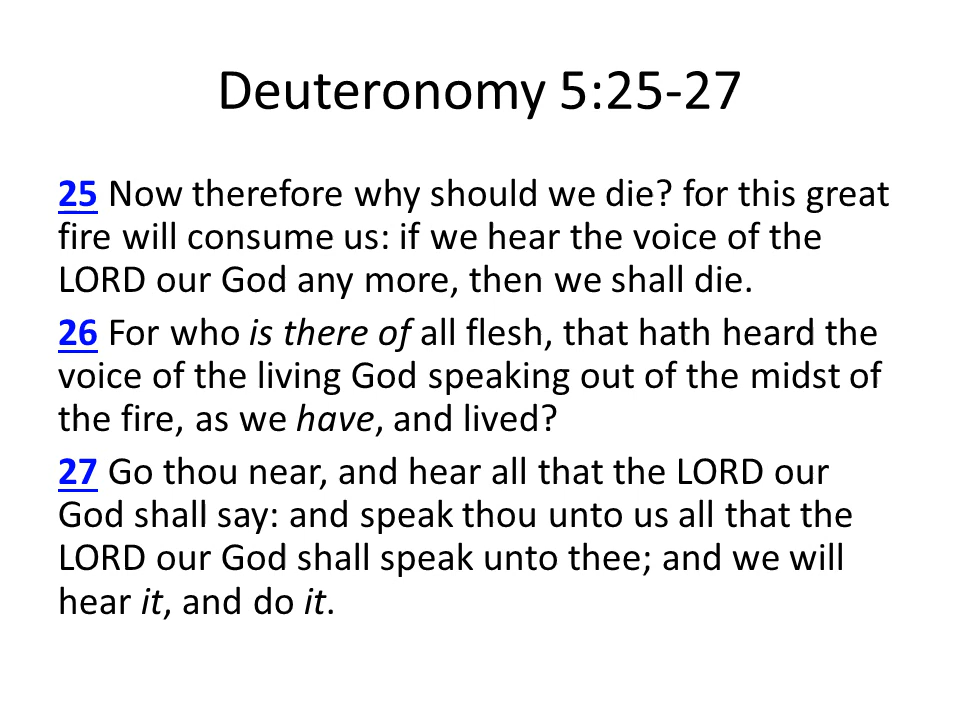 Deuteronomy 5:25-27
25 Now therefore why should we die? for this great
fire will consume us: if we hear the voice of the
LORD our God any more, then we shall die.
26 For who is there of all flesh, that hath heard the
voice of the living God speaking out of the midst of
the fire, as we have, and lived?
27 Go thou near, and hear all that the LORD our
God shall say: and speak thou unto us all that the
LORD our God shall speak unto thee; and we will
hear it, and do it.